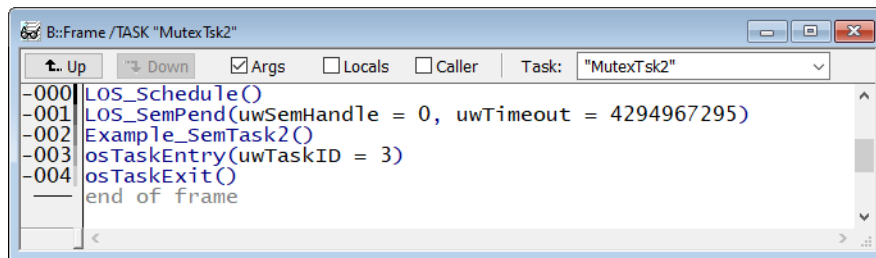 B::Frame /TASK "MutexTsk2"
Up Down Args Locals Caller Task: "MutexTsk2"
-000 LOS_Schedule()
-001 LOS_SemPend(uwSemHandle = 0, uwTimeout = 4294967295)
-002 Example_SemTask2()
-003 osTaskEntry(uwTaskID = 3)
-004 osTaskExit()
end of frame